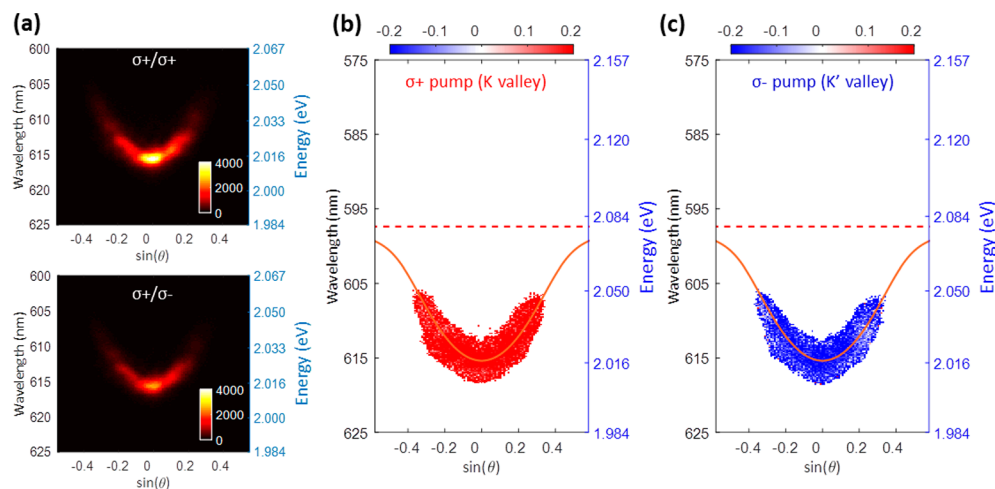 (a)
σ+/σ+
Wavelength (nm)
600
605
610
615
620
625
2.067
2.050
2.033
2.016
2.000
1.984
Energy (eV)
4000
2000
0
-0.4 -0.2 0 0.2 0.4
sin(θ)
σ+/σ-
Wavelength (nm)
600
605
610
615
620
625
2.067
2.050
2.033
2.016
2.000
1.984
Energy (eV)
4000
2000
0
-0.4 -0.2 0 0.2 0.4
sin(θ)
(b)
-0.2 -0.1 0 0.1 0.2
σ+ pump (K valley)
Wavelength (nm)
575
585
595
605
615
625
2.157
2.120
2.084
2.050
2.016
1.984
Energy (eV)
-0.4 -0.2 0 0.2 0.4
sin(θ)
(c)
-0.2 -0.1 0 0.1 0.2
σ- pump (K’ valley)
Wavelength (nm)
575
585
595
605
615
625
2.157
2.120
2.084
2.050
2.016
1.984
Energy (eV)
-0.4 -0.2 0 0.2 0.4
sin(θ)